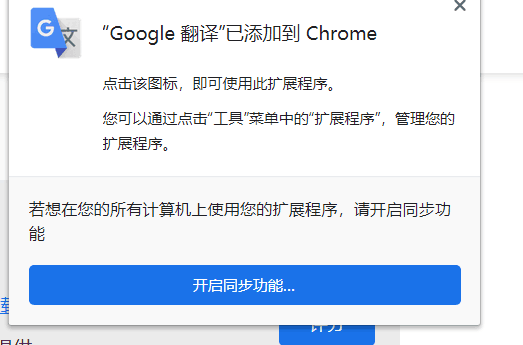 “Google 翻译”已添加到 Chrome
点击该图标，即可使用此扩展程序。
您可以通过点击“工具”菜单中的“扩展程序”，管理您的
扩展程序。
若想在您的所有计算机上使用您的扩展程序，请开启同步功
能
开启同步功能...